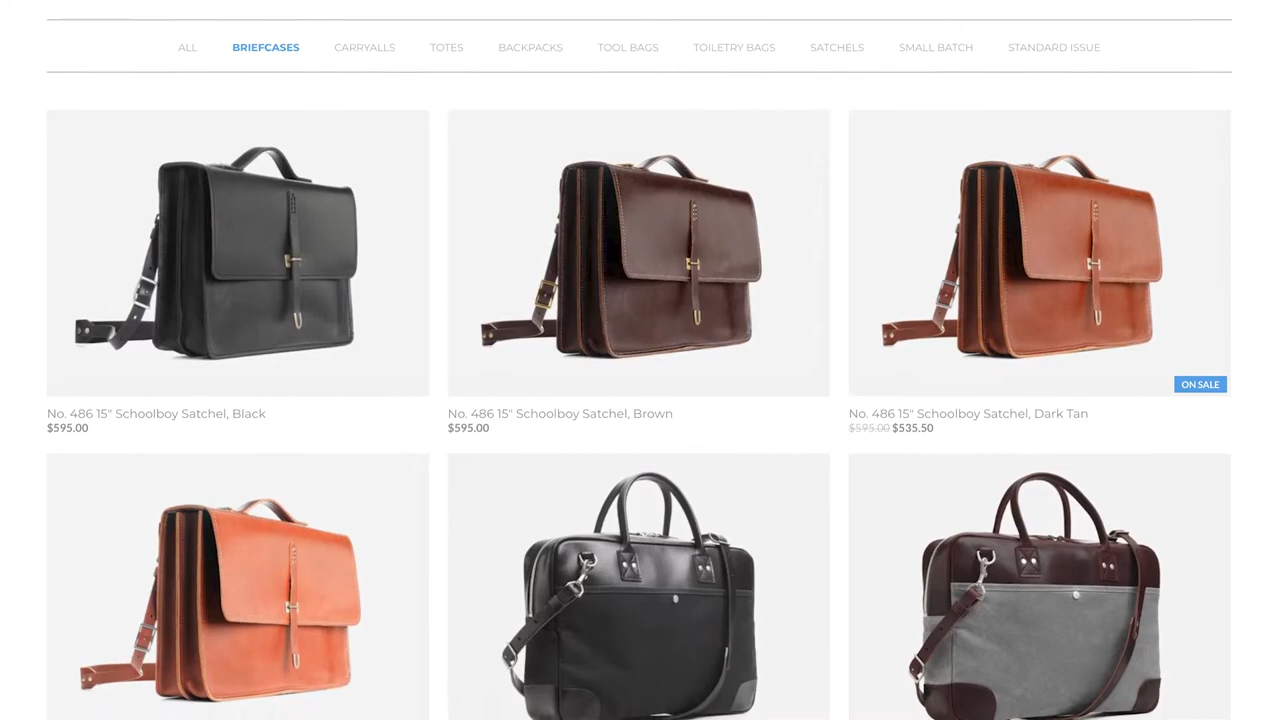 ALL BRIEFCASES CARRYALLS TOTES BACKPACKS TOOL BAGS TOILETRY BAGS SATCHELS SMALL BATCH STANDARD ISSUE
ON SALE
No. 486 15" Schoolboy Satchel, Black
$595.00
No. 486 15" Schoolboy Satchel, Brown
$595.00
No. 486 15" Schoolboy Satchel, Dark Tan
$595.00 $535.50